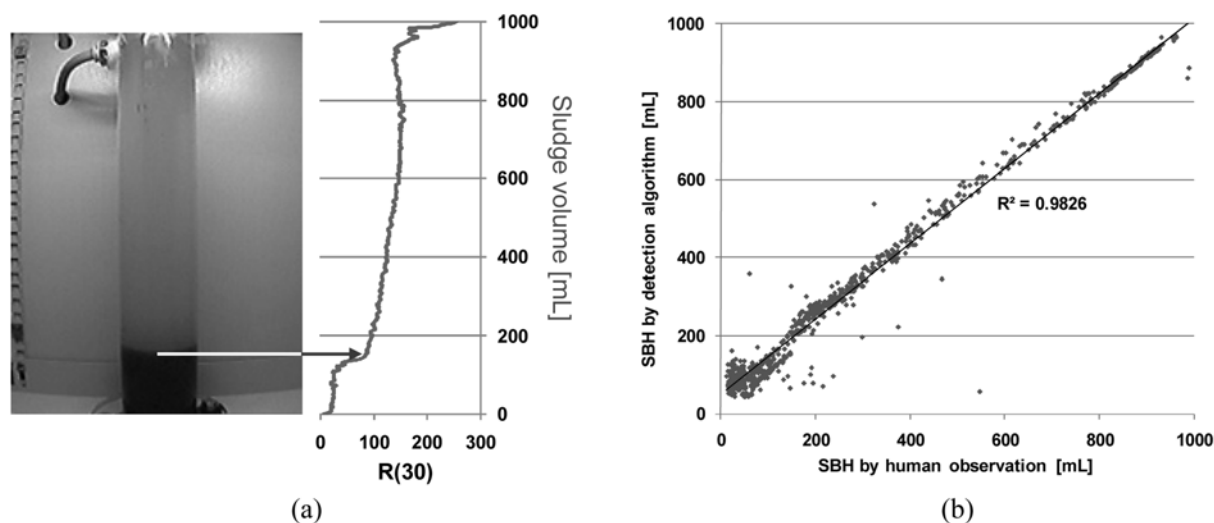 1000
800
600
400
200
0
Sludge volume [mL]
0 100 200 300
R(30)
(a)
1000
800
600
400
200
0
SBH by detection algorithm [mL]
R² = 0.9826
0 200 400 600 800 1000
SBH by human observation [mL]
(b)